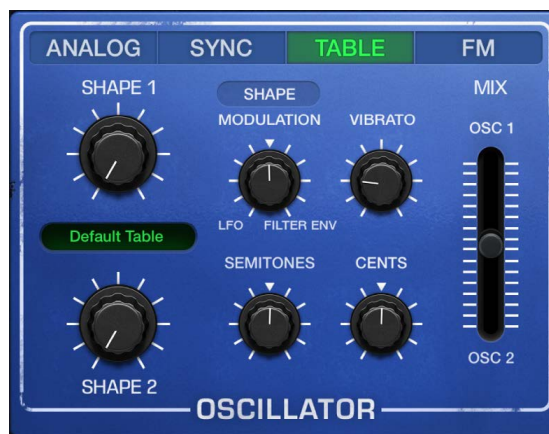 ANALOG SYNC TABLE FM
SHAPE 1
SHAPE
MODULATION
VIBRATO
MIX
OSC 1
LFO FILTER ENV
Default Table
SEMITONES
CENTS
SHAPE 2
OSC 2
OSCILLATOR